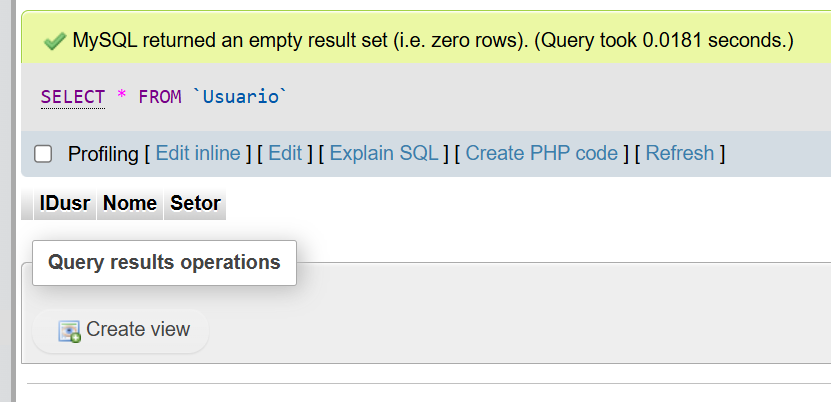 MySQL returned an empty result set (i.e. zero rows). (Query took 0.0181 seconds.)
SELECT * FROM `Usuario`
Profiling [ Edit inline ] [ Edit ] [ Explain SQL ] [ Create PHP code ] [ Refresh ]
IDusr Nome Setor
Query results operations
Create view